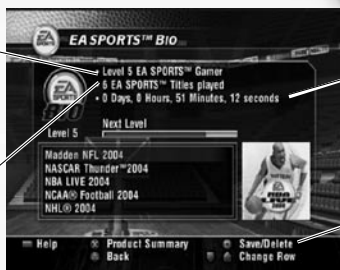 EA SPORTS™ BIO
Level 5 EA SPORTS™ Gamer
6 EA SPORTS™ Titles played
0 Days, 0 Hours, 51 Minutes, 12 seconds
Level 5
Next Level
Madden NFL 2004
NASCAR Thunder™ 2004
NBA LIVE 2004
NCAA® Football 2004
NHL® 2004
Help
Product Summary
Save/Delete
Back
Change Row